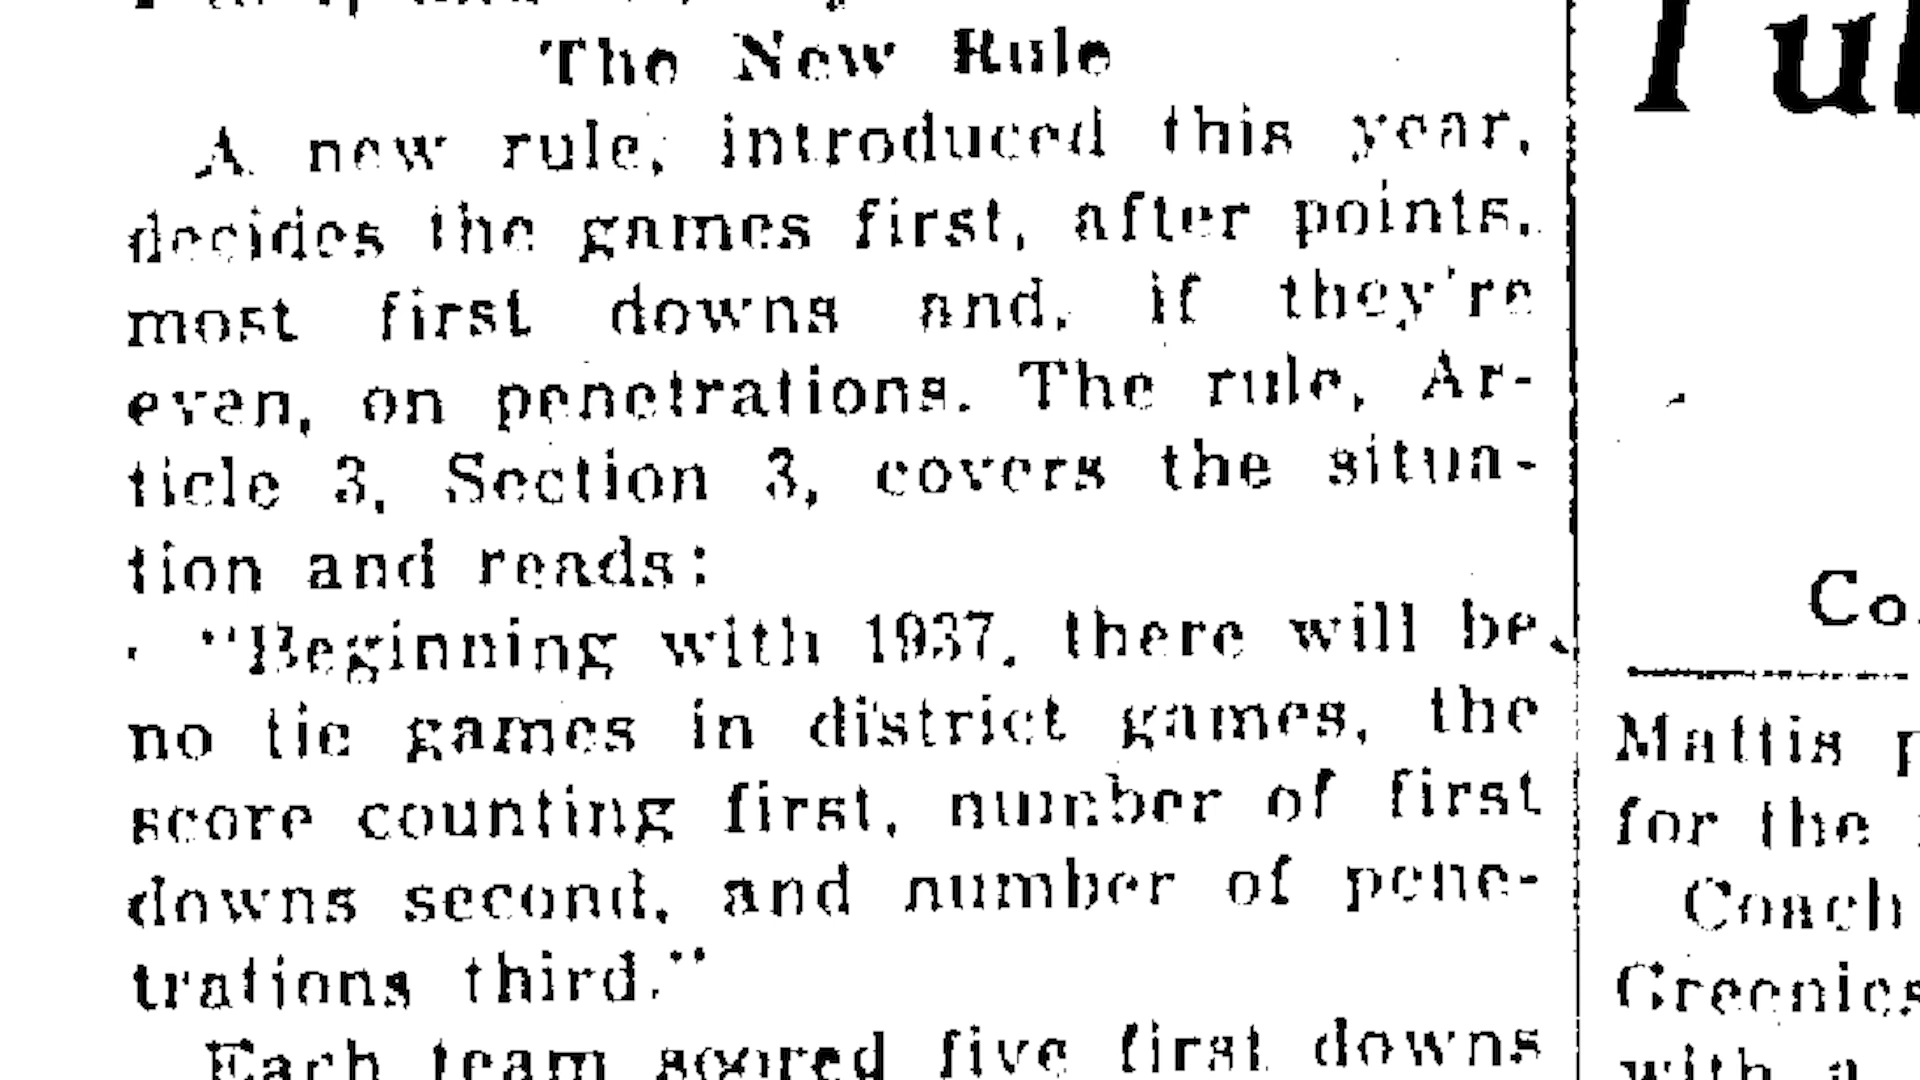 The New Rule
A new rule, introduced this year,
decides the games first, after points,
most first downs and, if they're
even, on penetrations. The rule, Ar-
ticle 3, Section 3, covers the situa-
tion and reads:
"Beginning with 1937, there will be
no tie games in district games, the
score counting first, number of first
downs second, and number of pene-
trations third."
Each team scored five first downs
Co
Mattis p
for the
Coach
Greenies
with a